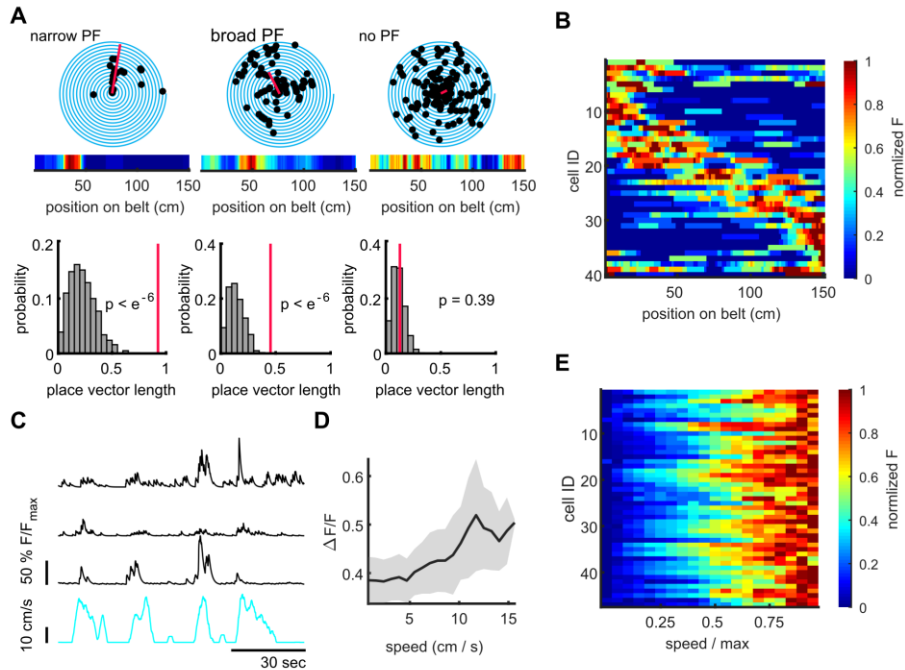 A
narrow PF
broad PF
no PF
50 100 150
50 100 150
50 100 150
position on belt (cm)
position on belt (cm)
position on belt (cm)
0.2
0.1
0
probability
p < e-6
0 0.5 1
place vector length
0.4
0.2
0
probability
p < e-6
0 0.5 1
place vector length
0.4
0.2
0
probability
p = 0.39
0 0.5 1
place vector length
B
10
20
30
40
cell ID
50 100 150
position on belt (cm)
1
0.8
0.6
0.4
0.2
0
normlized F
C
50 % F/Fmax
10 cm/s
30 sec
D
0.6
0.5
0.4
Δ F/F
5 10 15
speed (cm / s)
E
10
20
30
40
cell ID
0.25 0.5 0.75
speed / max
1
0.8
0.6
0.4
0.2
0
normlized F